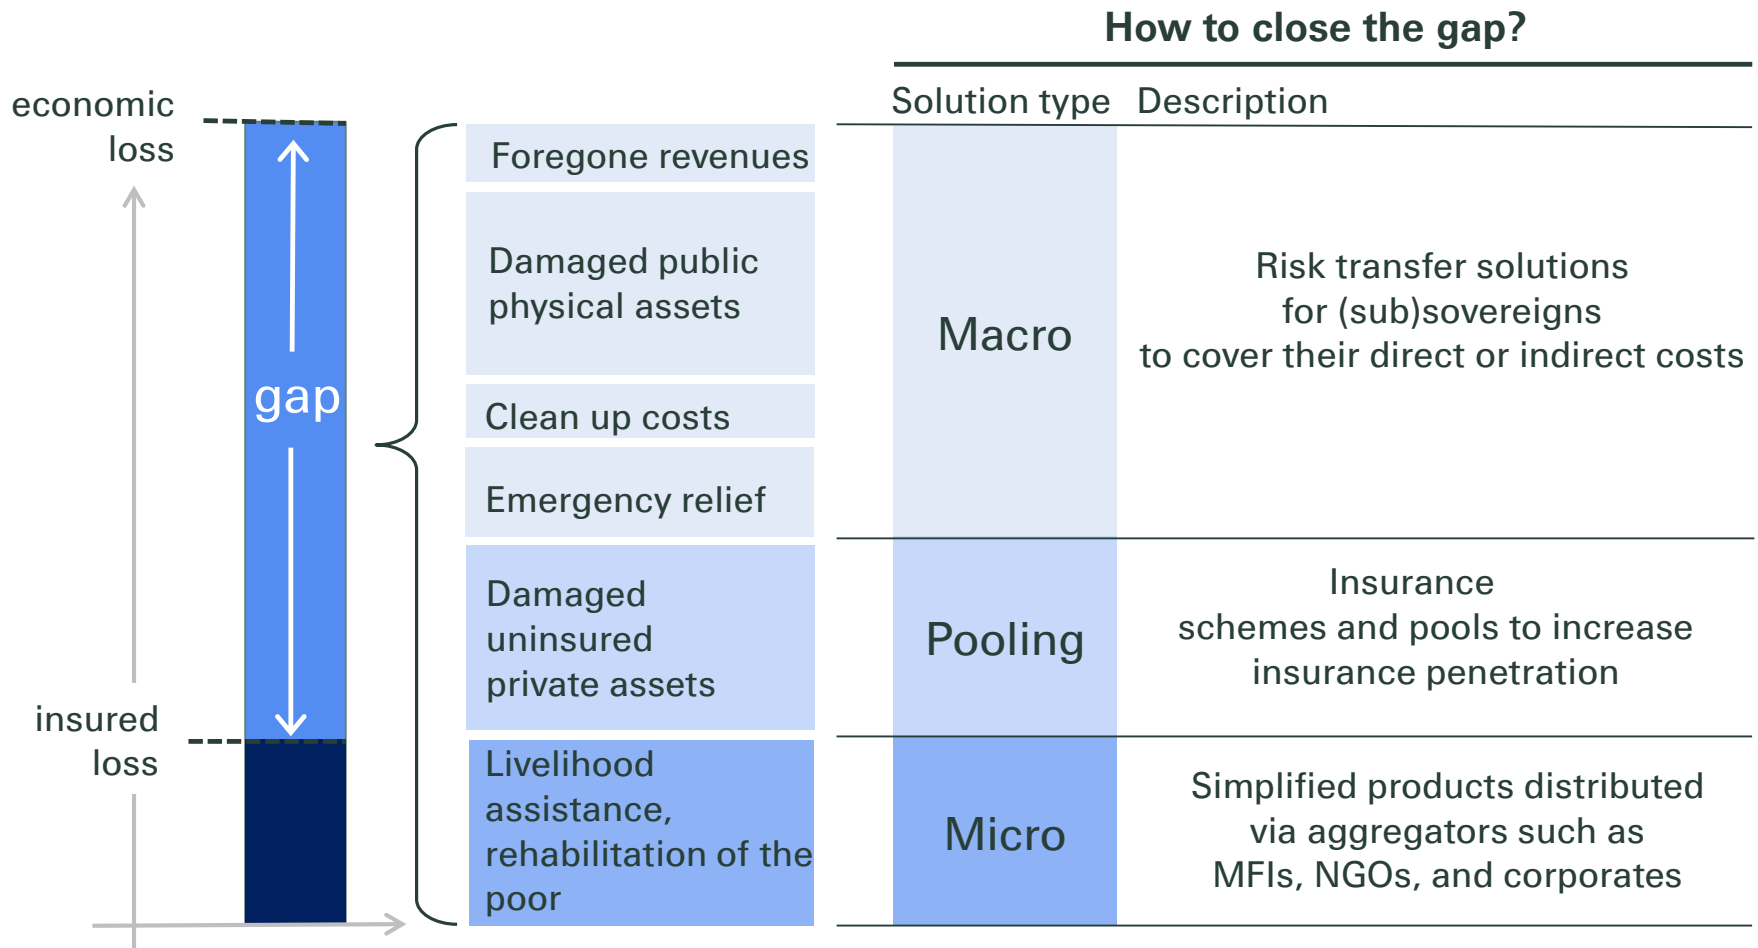 How to close the gap?
Solution type
Description
economic
loss
gap
insured
loss
Foregone revenues
Damaged public
physical assets
Clean up costs
Emergency relief
Damaged
uninsured
private assets
Livelihood
assistance,
rehabilitation of the
poor
Macro
Risk transfer solutions
for (sub)sovereigns
to cover their direct or indirect costs
Pooling
Insurance
schemes and pools to increase
insurance penetration
Micro
Simplified products distributed
via aggregators such as
MFIs, NGOs, and corporates